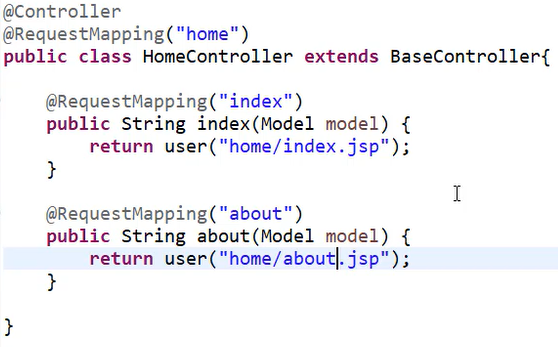 @Controller
@RequestMapping("home")
public class HomeController extends BaseController{
@RequestMapping("index")
public String index(Model model) {
return user("home/index.jsp");
}
@RequestMapping("about")
public String about(Model model) {
return user("home/about.jsp");
}
}